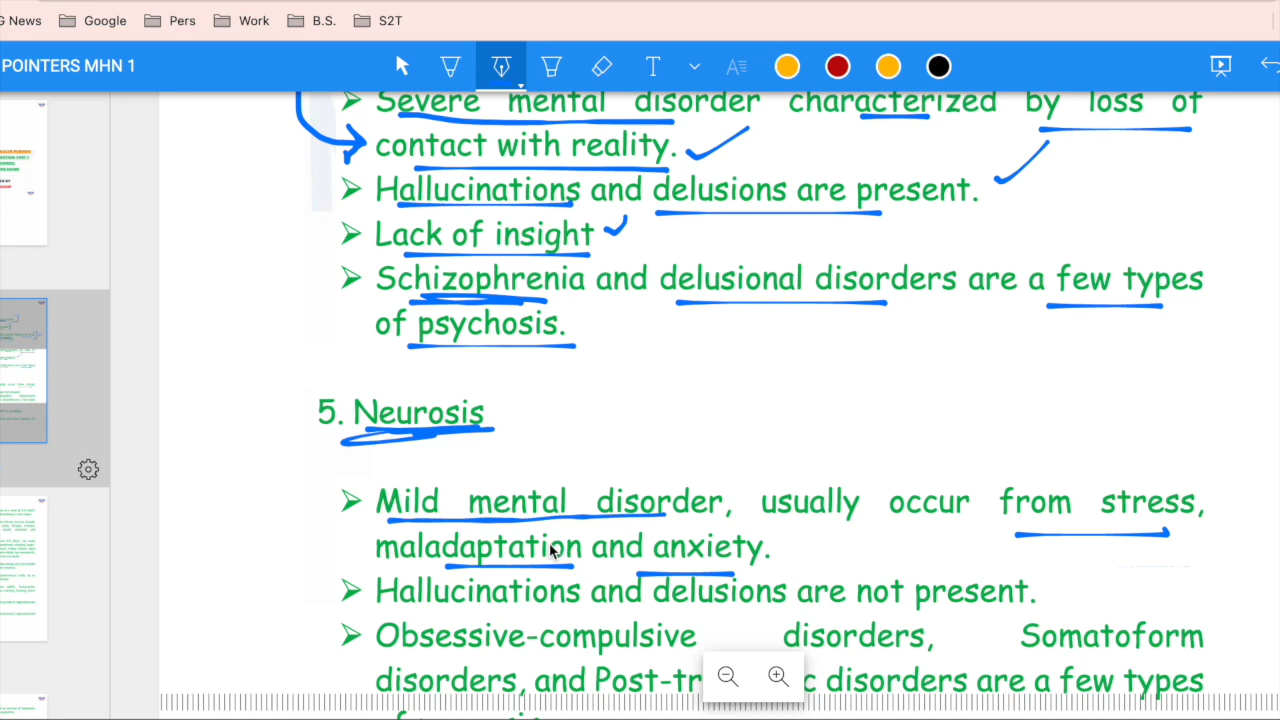 G News Google Pers Work B.S. S2T
POINTERS MHN 1
T
Severe mental disorder characterized by loss of
contact with reality.
Hallucinations and delusions are present.
Lack of insight
Schizophrenia and delusional disorders are a few types
of psychosis.
5. Neurosis
Mild mental disorder, usually occur from stress,
maladaptation and anxiety.
Hallucinations and delusions are not present.
Obsessive-compulsive disorders, Somatoform
disorders, and Post-tr c disorders are a few types